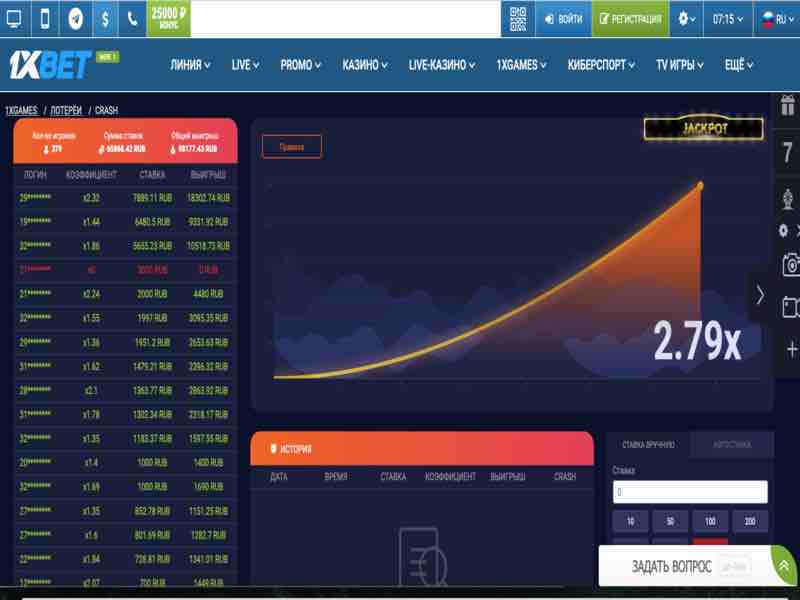 25000 ₽ БОНУС
ВОЙТИ
РЕГИСТРАЦИЯ
07:15
RU
1XBET
ЛИНИЯ LIVE PROMO КАЗИНО LIVE-КАЗИНО 1XGAMES КИБЕРСПОРТ TV ИГРЫ ЕЩЁ
1XGAMES / ЛОТЕРЕИ / CRASH
Кол-во игроков Сумма ставок Общий выигрыш
379 RUB 98177.43 RUB
ЛОГИН КОЭФФИЦИЕНТ СТАВКА ВЫИГРЫШ
29******** x2.32 7899.11 RUB 18302.74 RUB
19******** x1.44 6480.5 RUB 9331.92 RUB
32******** x1.86 5655.23 RUB 10518.73 RUB
21******** x0 3000 RUB 0 RUB
21******** x2.24 2000 RUB 4480 RUB
32******** x1.55 1997 RUB 3095.35 RUB
29******** x1.36 1951.2 RUB 2653.63 RUB
31******** x1.62 1479.21 RUB 2396.32 RUB
28******** x2.1 1363.77 RUB 2863.92 RUB
31******** x1.78 1302.34 RUB 2318.17 RUB
32******** x1.35 1183.37 RUB 1597.55 RUB
20******** x1.4 1000 RUB 1400 RUB
32******** x1.69 1000 RUB 1690 RUB
27******** x1.35 852.78 RUB 1151.25 RUB
27******** x1.6 801.69 RUB 1282.7 RUB
22******** x1.84 728.81 RUB 1341.01 RUB
12******** x2.07 700 RUB 1449 RUB
Правила
JACKPOT
7
2.79x
ИСТОРИЯ
ДАТА ВРЕМЯ СТАВКА КОЭФФИЦИЕНТ ВЫИГРЫШ CRASH
СТАВКА ВРУЧНУЮ АВТОСТАВКА
Ставка
0
10 50 100 200
ЗАДАТЬ ВОПРОС